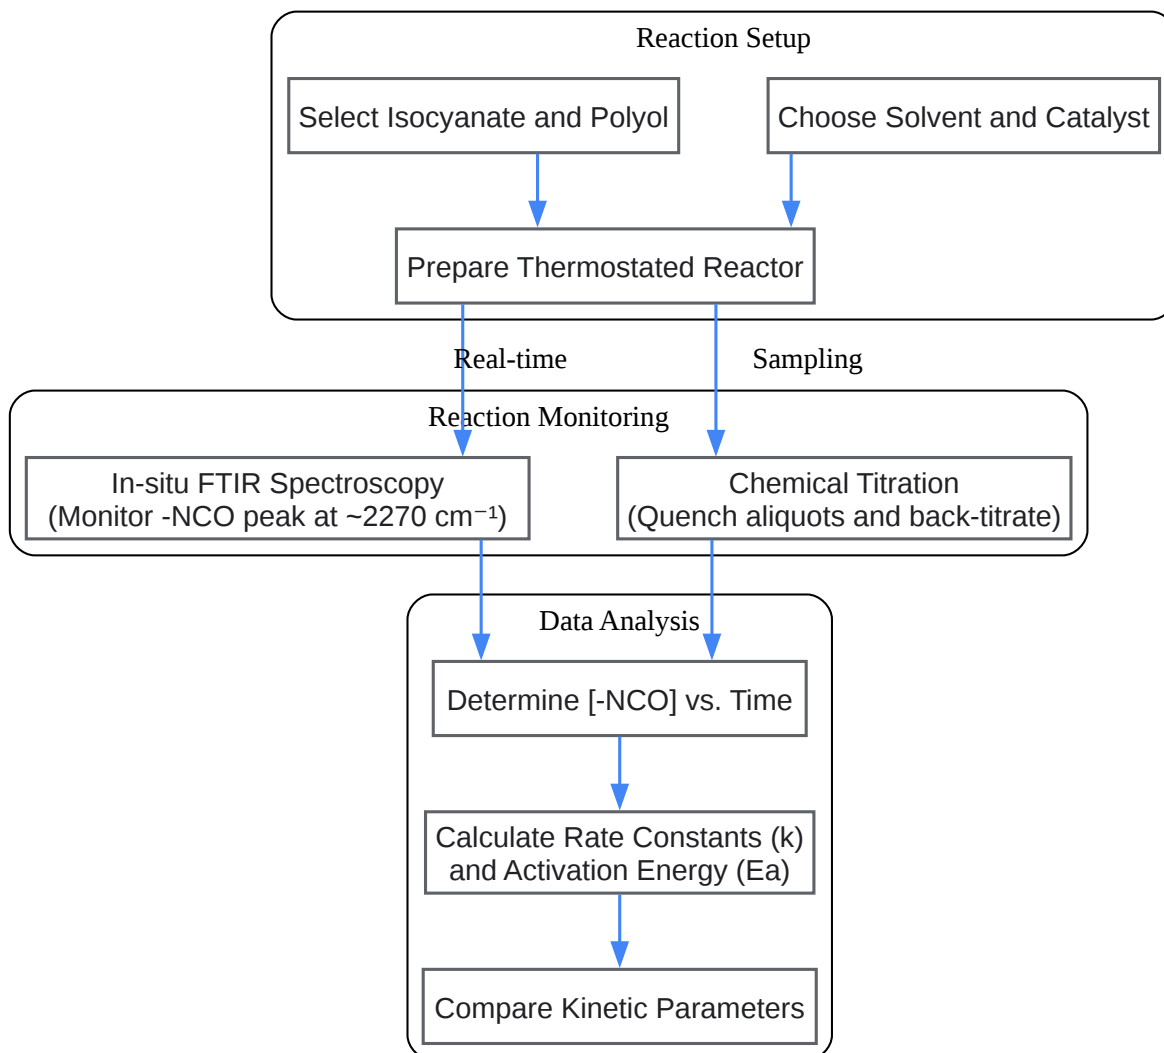 Reaction Setup
Select Isocyanate and Polyol
Choose Solvent and Catalyst
Prepare Thermostated Reactor
Real-time
Sampling
Reaction Monitoring
In-situ FTIR Spectroscopy
(Monitor -NCO peak at ~2270 cm⁻¹)
Chemical Titration
(Quench aliquots and back-titrate)
Data Analysis
Determine [-NCO] vs. Time
Calculate Rate Constants (k)
and Activation Energy (Ea)
Compare Kinetic Parameters